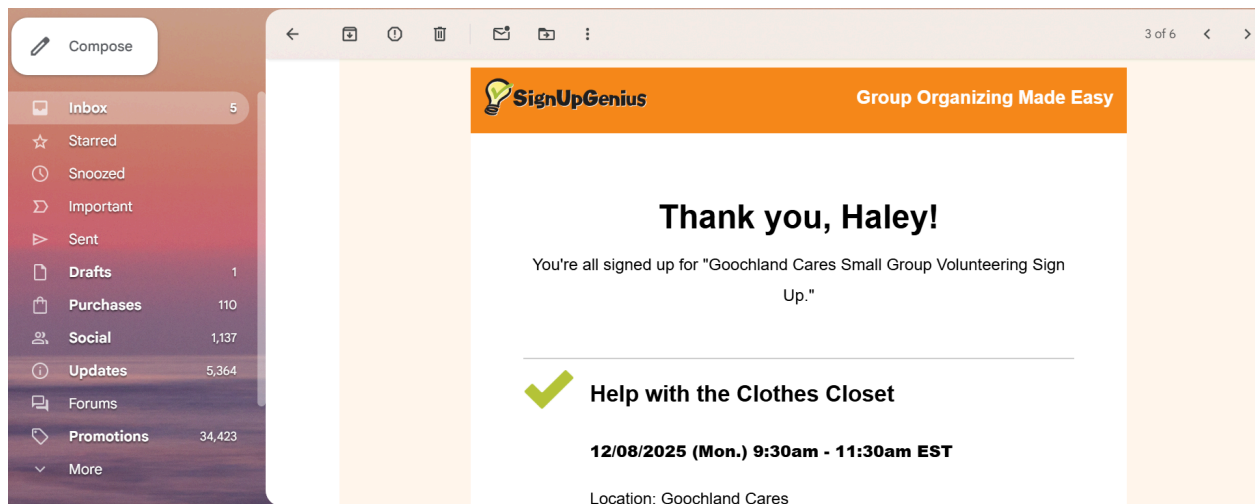 Compose
3 of 6
Inbox 5
Starred
Snoozed
Important
Sent
Drafts 1
Purchases 110
Social 1,137
Updates 5,364
Forums
Promotions 34,423
More
SignUpGenius
Group Organizing Made Easy
Thank you, Haley!
You're all signed up for "Goochland Cares Small Group Volunteering Sign
Up."
Help with the Clothes Closet
12/08/2025 (Mon.) 9:30am - 11:30am EST
Location: Goochland Cares